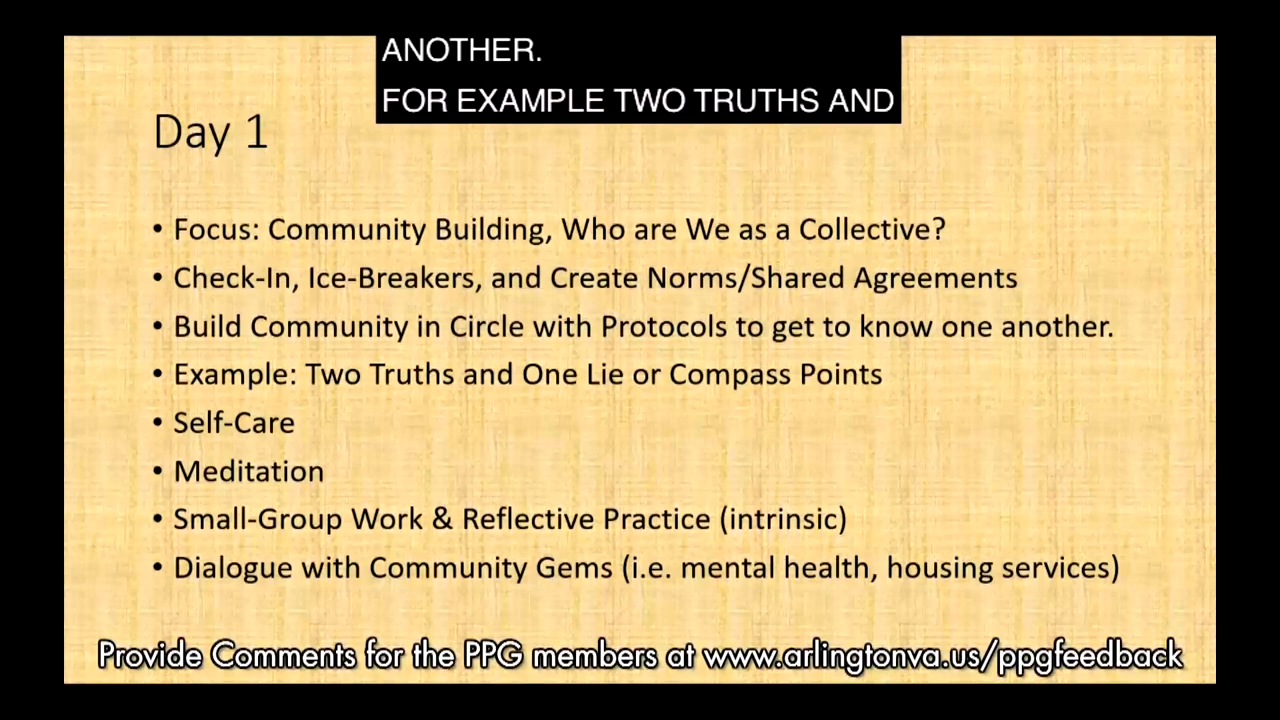 ANOTHER.
FOR EXAMPLE TWO TRUTHS AND
Day 1
• Focus: Community Building, Who are We as a Collective?
• Check-In, Ice-Breakers, and Create Norms/Shared Agreements
• Build Community in Circle with Protocols to get to know one another.
• Example: Two Truths and One Lie or Compass Points
• Self-Care
• Meditation
• Small-Group Work & Reflective Practice (intrinsic)
• Dialogue with Community Gems (i.e. mental health, housing services)
Provide Comments for the PPG members at www.arlingtonva.us/ppgfeedback